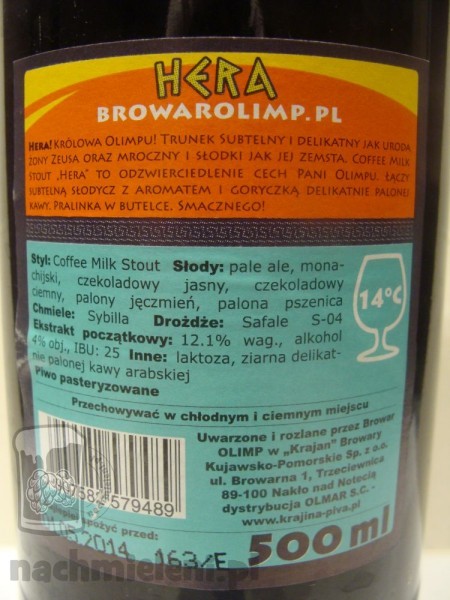 HERA
BROWAROLIMP.PL
HERA! KRÓLOWA OLIMPU! TRUNEK SUBTELNY I DELIKATNY JAK URODA
ŻONY ZEUSA ORAZ MROCZNY I SŁODKI JAK JEJ ZEMSTA. COFFEE MILK
STOUT „HERA” TO ODZWIERCIEDLENIE CECH PANI OLIMPU. ŁĄCZY
SUBTELNĄ SŁODYCZ Z AROMATEM I GORYCZKĄ DELIKATNIE PALONEJ
KAWY. PRALINKA W BUTELCE. SMACZNEGO!
Styl: Coffee Milk Stout Słody: pale ale, mona-
chijski, czekoladowy jasny, czekoladowy
ciemny, palony jęczmień, palona pszenica
Chmiele: Sybilla Drożdże: Safale S-04
Ekstrakt początkowy: 12.1% wag., alkohol
4% obj., IBU: 25 Inne: laktoza, ziarna delikat-
nie palonej kawy arabskiej
Piwo pasteryzowane
14°C
Przechowywać w chłodnym i ciemnym miejscu
Uwarzone i rozlane przez Browar
OLIMP w „Krajan” Browary
Kujawsko-Pomorskie Sp. z o.o.
ul. Browarna 1, Trzeciewnica
89-100 Nakło nad Notecią
dystrybucja OLMAR S.C. -
www.krajina-piva.pl
579489
spożyć przed:
2014 163/E
500 ml
nachmielem.pl